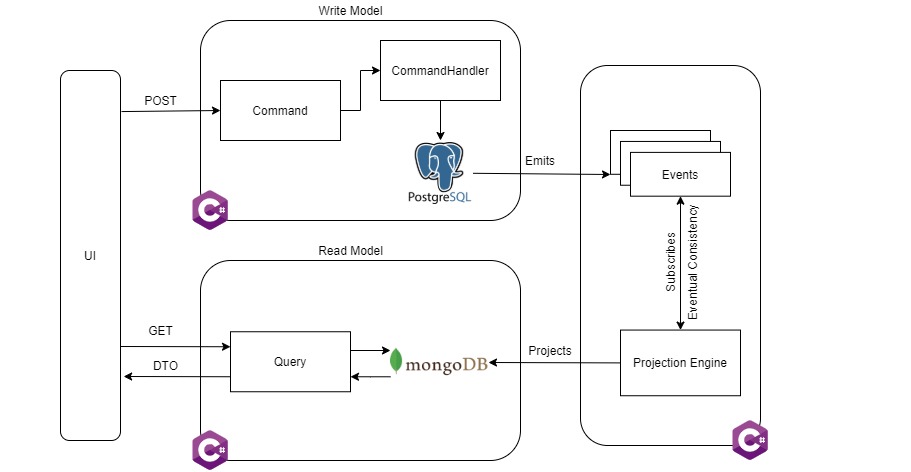 Write Model
CommandHandler
POST
Command
Emits
PostgreSQL
Events
C#
Subscribes
Eventual Consistency
UI
Read Model
GET
Query
mongoDB
Projects
Projection Engine
DTO
C#
C#